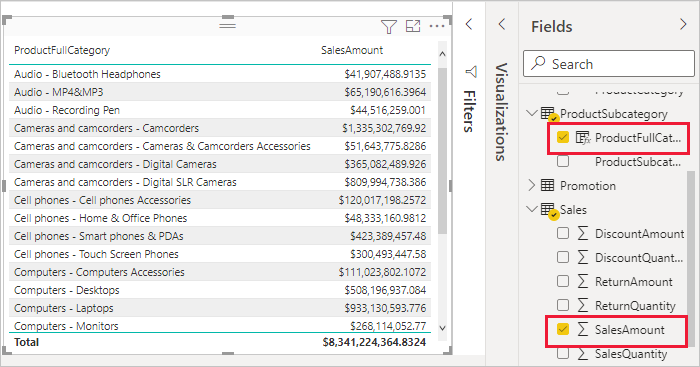 ProductFullCategory SalesAmount
Audio - Bluetooth Headphones $41,907,488.9135
Audio - MP4&MP3 $65,190,616.3964
Audio - Recording Pen $44,516,259.001
Cameras and camcorders - Camcorders $1,335,302,769.92
Cameras and camcorders - Cameras & Camcorders Accessories $51,643,775.8286
Cameras and camcorders - Digital Cameras $365,082,489.926
Cameras and camcorders - Digital SLR Cameras $809,994,738.386
Cell phones - Cell phones Accessories $120,017,198.2572
Cell phones - Home & Office Phones $48,333,160.9812
Cell phones - Smart phones & PDAs $423,389,457.48
Cell phones - Touch Screen Phones $300,493,447.58
Computers - Computers Accessories $111,023,802.1072
Computers - Desktops $508,196,937.084
Computers - Laptops $933,130,593.776
Computers - Monitors $268,114,052.77
Total $8,341,224,364.8324
Filters
Visualizations
Fields
Search
ProductCategory
ProductSubcategory
ProductFullCat...
ProductSubcat...
Promotion
Sales
DiscountAmount
DiscountQuant...
ReturnAmount
ReturnQuantity
SalesAmount
SalesQuantity